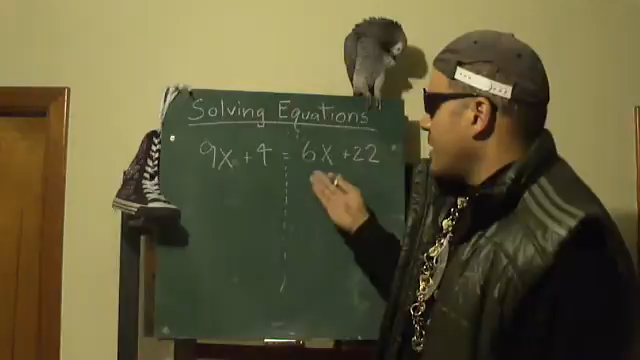 Solving Equations
9x + 4 = 6x + 22